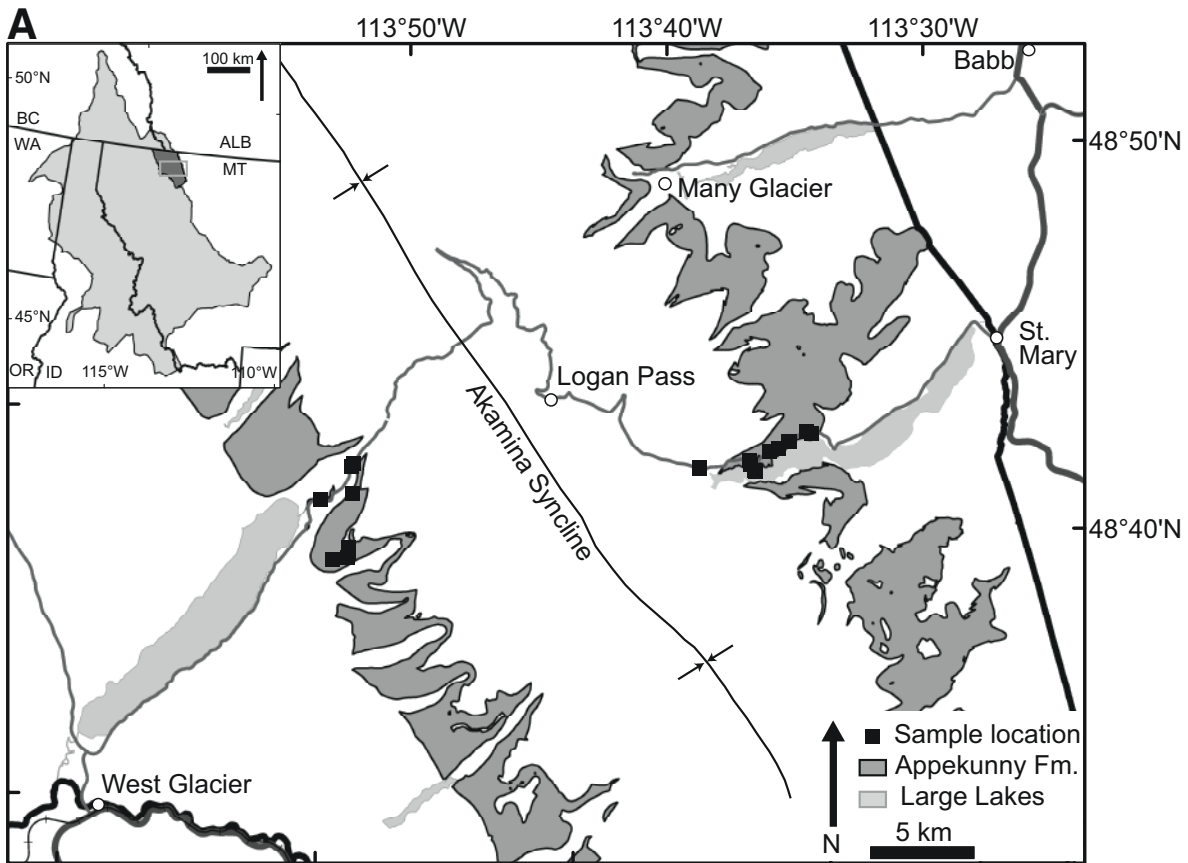 A
113°50'W
113°40'W
113°30'W
100 km
50°N
BC
WA
ALB
MT
45°N
OR
ID
115°W
110°W
Babb
48°50'N
Many Glacier
St.
Mary
Logan Pass
Akamina Syncline
48°40'N
West Glacier
Sample location
Appekunny Fm.
Large Lakes
N
5 km